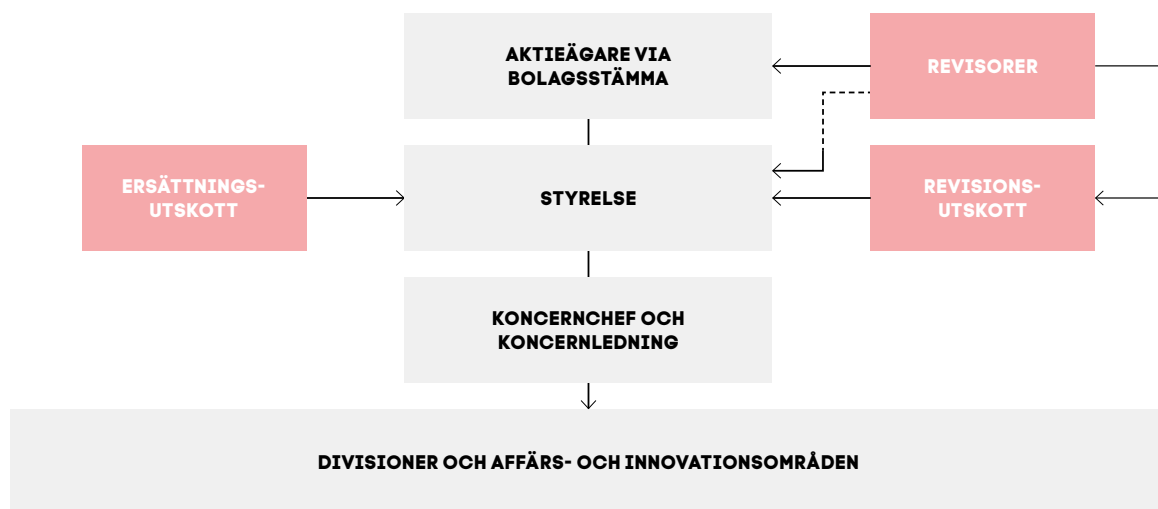 AKTIEÄGARE VIA
BOLAGSSTÄMMA
REVISORER
ERSÄTTNINGS-
UTSKOTT
STYRELSE
REVISIONS-
UTSKOTT
KONCERNCHEF OCH
KONCERNLEDNING
DIVISIONER OCH AFFÄRS- OCH INNOVATIONSOMRÅDEN